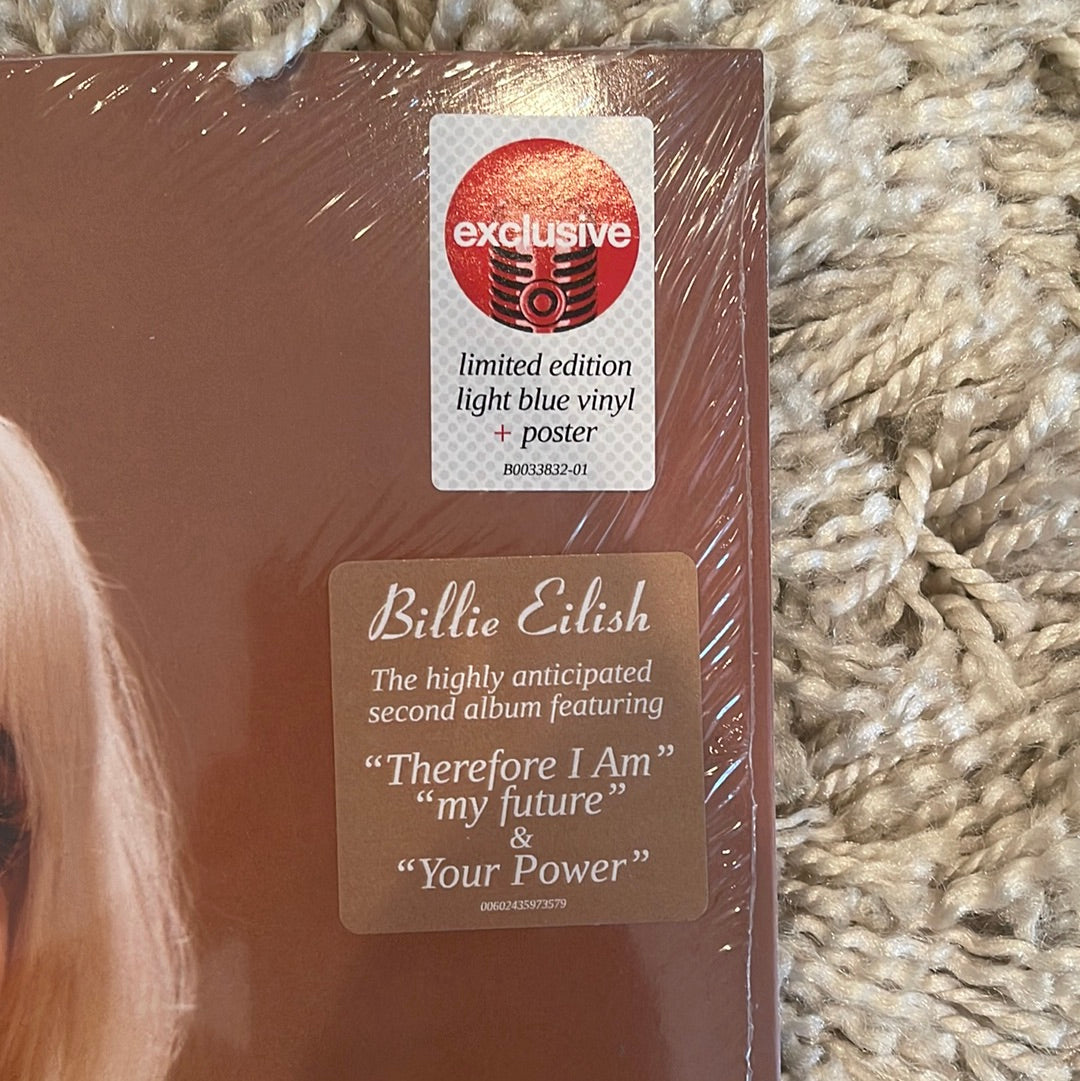 exclusive
limited edition
light blue vinyl
+ poster
B0033832-01
Billie Eilish
The highly anticipated
second album featuring
“Therefore I Am”
“my future”
&
“Your Power”
00602435973579